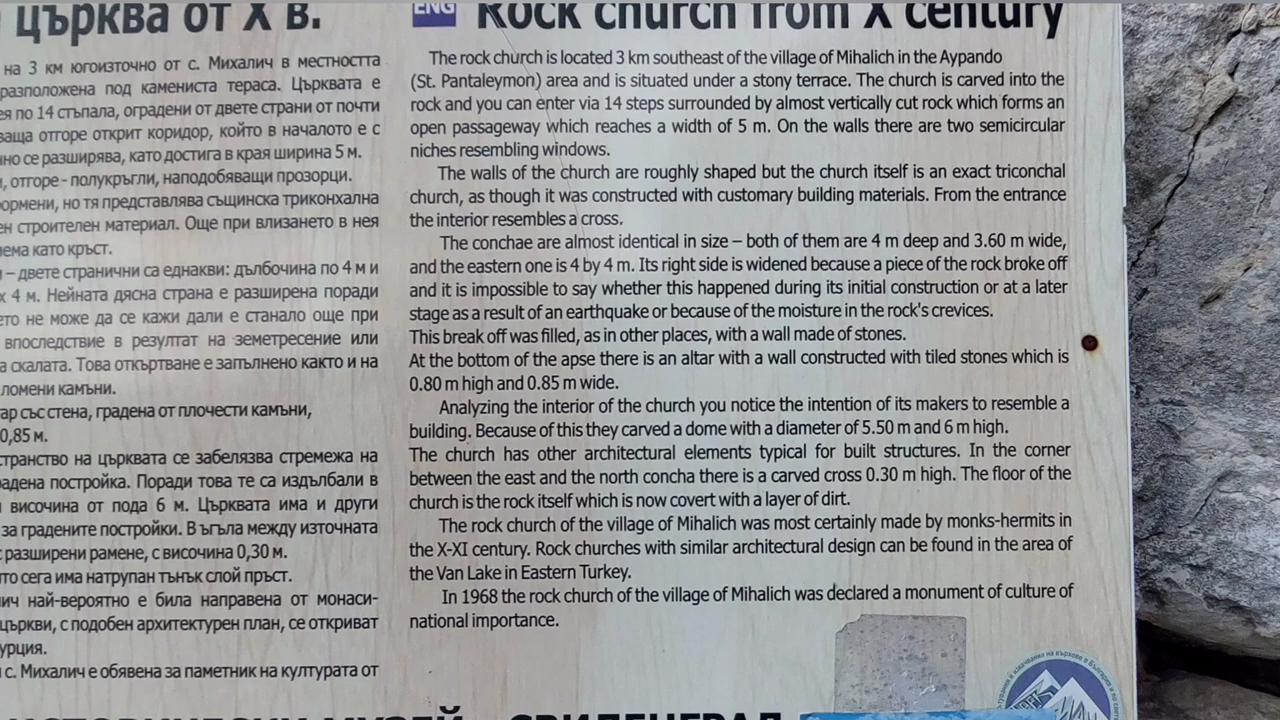 църква от X в.
на 3 км югоизточно от с. Михалич в местността
разположена под камениста тераса. Църквата е
по 14 стъпала, оградени от двете страни от почти
отгоре открит коридор, който в началото е с
се разширява, като достига в края ширина 5 м.
отгоре - полукръгли, наподобяващи прозорци.
но тя представлява същинска триконхална
строителен материал. Още при влизането в нея
като кръст.
– двете странични са еднакви: дълбочина по 4 м и
х 4 м. Нейната дясна страна е разширена поради
не може да се кажи дали е станало още при
впоследствие в резултат на земетресение или
скалата. Това откъртване е запълнено както и на
ломени камъни.
със стена, градена от плочести камъни,
0,85 м.
на църквата се забелязва стремежа на
постройка. Поради това те са издълбали в
височина от пода 6 м. Църквата има и други
за градените постройки. В ъгъла между източната
разширени рамене, с височина 0,30 м.
сега има натрупан тънък слой пръст.
най-вероятно е била направена от монаси-
църкви, с подобен архитектурен план, се откриват
с. Михалич е обявена за паметник на културата от
ENG Rock church from X century
The rock church is located 3 km southeast of the village of Mihalich in the Aypando
(St. Pantaleymon) area and is situated under a stony terrace. The church is carved into the
rock and you can enter via 14 steps surrounded by almost vertically cut rock which forms an
open passageway which reaches a width of 5 m. On the walls there are two semicircular
niches resembling windows.
The walls of the church are roughly shaped but the church itself is an exact triconchal
church, as though it was constructed with customary building materials. From the entrance
the interior resembles a cross.
The conchae are almost identical in size – both of them are 4 m deep and 3.60 m wide,
and the eastern one is 4 by 4 m. Its right side is widened because a piece of the rock broke off
and it is impossible to say whether this happened during its initial construction or at a later
stage as a result of an earthquake or because of the moisture in the rock's crevices.
This break off was filled, as in other places, with a wall made of stones.
At the bottom of the apse there is an altar with a wall constructed with tiled stones which is
0.80 m high and 0.85 m wide.
Analyzing the interior of the church you notice the intention of its makers to resemble a
building. Because of this they carved a dome with a diameter of 5.50 m and 6 m high.
The church has other architectural elements typical for built structures. In the corner
between the east and the north concha there is a carved cross 0.30 m high. The floor of the
church is the rock itself which is now covert with a layer of dirt.
The rock church of the village of Mihalich was most certainly made by monks-hermits in
the X-XI century. Rock churches with similar architectural design can be found in the area of
the Van Lake in Eastern Turkey.
In 1968 the rock church of the village of Mihalich was declared a monument of culture of
national importance.
ИСТОРИЧЕСКИ МУЗЕЙ - СВИЛЕНГРАД